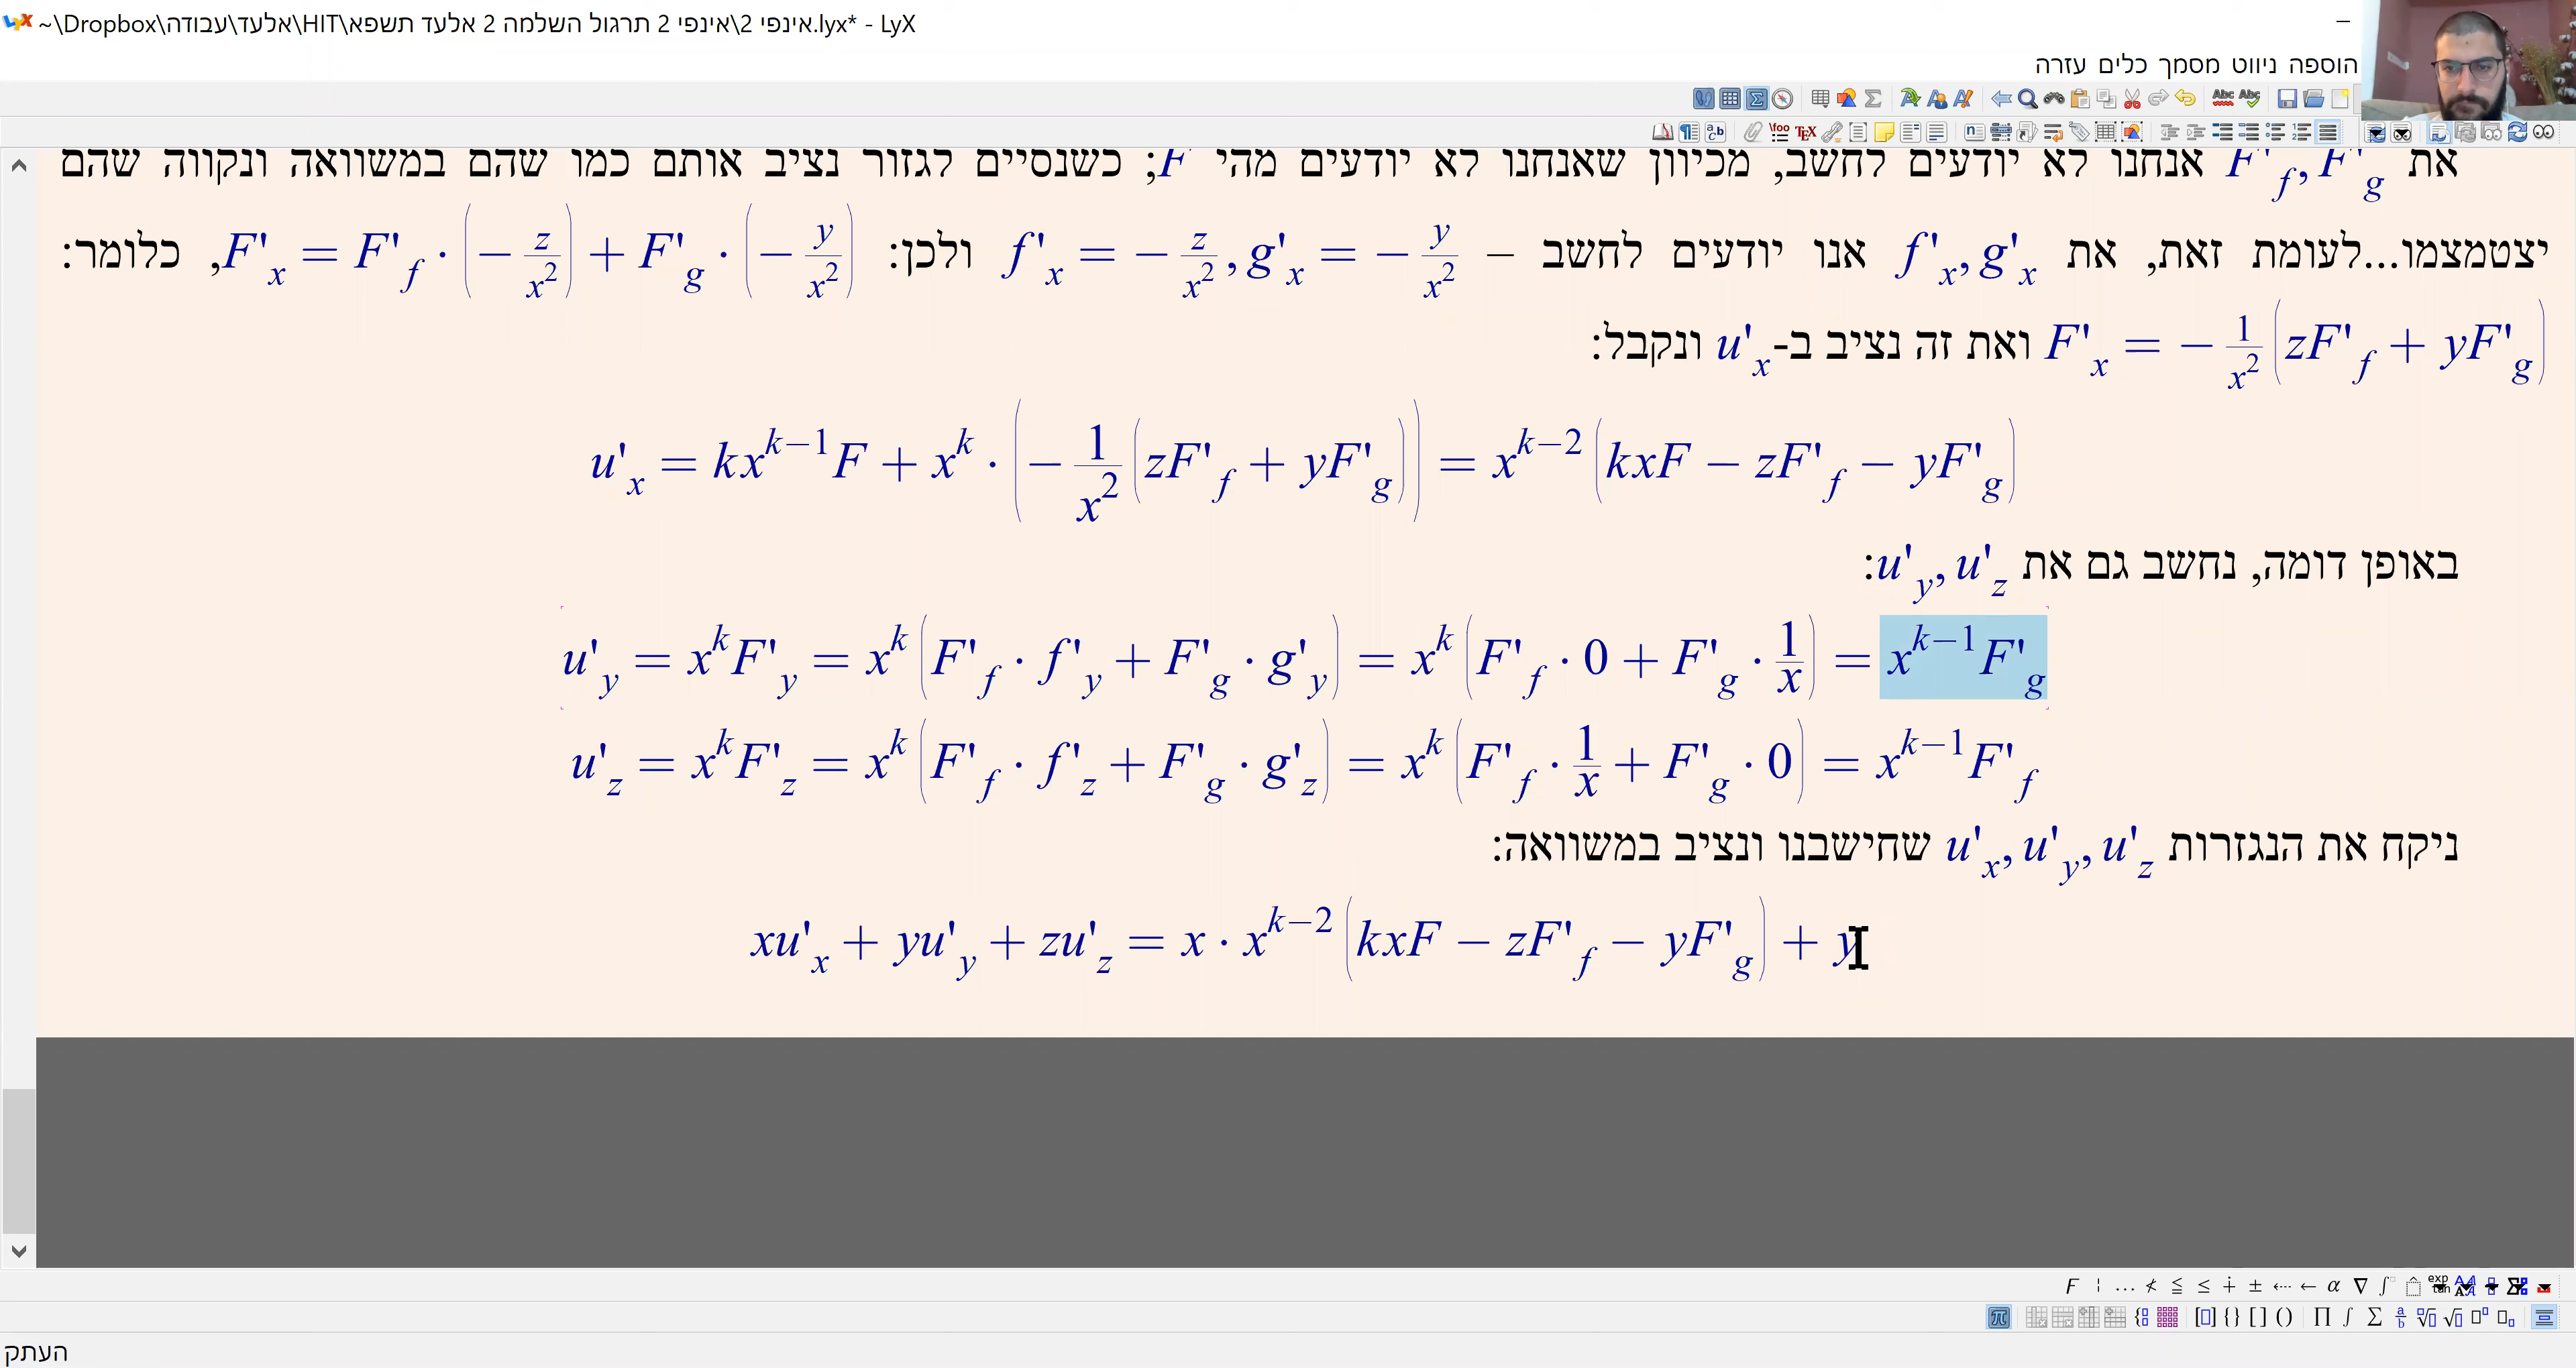 ~\Dropbox\אלעד\עבודה\HIT\אינפי 2\אינפי 2 תרגול השלמה 2 אלעד תשפא.lyx* - LyX
הוספה ניווט מסמך כלים עזרה
את F'_f, F'_g אנחנו לא יודעים לחשב, מכיוון שאנחנו לא יודעים מהי F; כשנסיים לגזור נציב אותם כמו שהם במשוואה ונקווה שהם
יצטמצמו...לעומת זאת, את f'_x, g'_x אנו יודעים לחשב – f'_x = −z/x², g'_x = −y/x² ולכן: F'_x = F'_f · (−z/x²) + F'_g · (−y/x²), כלומר:
F'_x = −1/x² (zF'_f + yF'_g) ואת זה נציב ב-u'_x ונקבל:
u'_x = kx^{k−1}F + x^k · (−1/x² (zF'_f + yF'_g)) = x^{k−2} (kxF − zF'_f − yF'_g)
באופן דומה, נחשב גם את u'_y, u'_z:
u'_y = x^k F'_y = x^k (F'_f · f'_y + F'_g · g'_y) = x^k (F'_f · 0 + F'_g · 1/x) = x^{k−1} F'_g
u'_z = x^k F'_z = x^k (F'_f · f'_z + F'_g · g'_z) = x^k (F'_f · 1/x + F'_g · 0) = x^{k−1} F'_f
ניקח את הנגזרות u'_x, u'_y, u'_z שחישבנו ונציב במשוואה:
xu'_x + yu'_y + zu'_z = x · x^{k−2} (kxF − zF'_f − yF'_g) + y
העתק